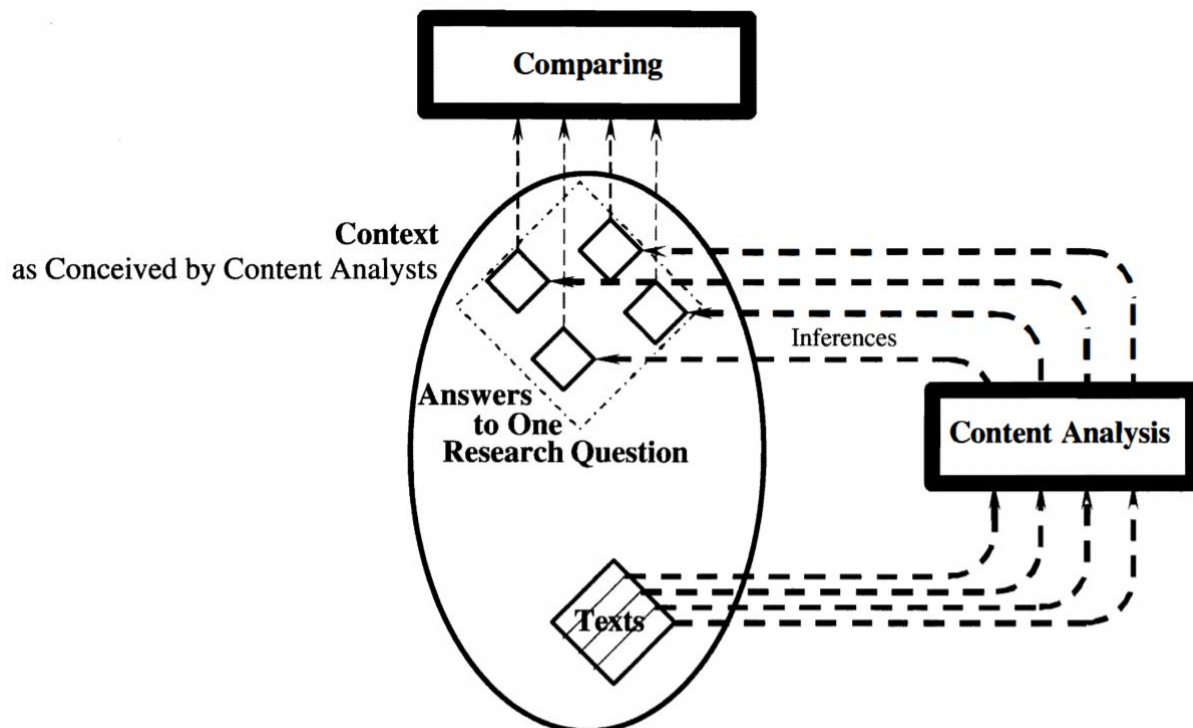 Comparing
Context
as Conceived by Content Analysts
Inferences
Answers
to One
Research Question
Content Analysis
Texts